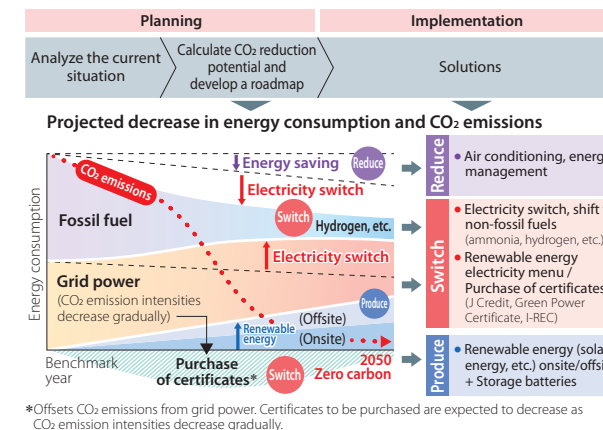 Planning
Implementation
Analyze the current
situation
Calculate CO₂ reduction
potential and
develop a roadmap
Solutions
Projected decrease in energy consumption and CO₂ emissions
Energy consumption
CO₂ emissions
Energy saving
Reduce
Electricity switch
Fossil fuel
Switch
Hydrogen, etc.
Electricity switch
Grid power
(CO₂ emission intensities
decrease gradually)
Produce
Renewable
energy
(Offsite)
(Onsite)
Benchmark
year
Purchase
of certificates*
Switch
2050
Zero carbon
Reduce
• Air conditioning, energ
management
Switch
• Electricity switch, shift
non-fossil fuels
(ammonia, hydrogen, etc.)
• Renewable energy
electricity menu /
Purchase of certificates
(J Credit, Green Power
Certificate, I-REC)
Produce
• Renewable energy (sola
energy, etc.) onsite/offsi
+ Storage batteries
*Offsets CO₂ emissions from grid power. Certificates to be purchased are expected to decrease as
CO₂ emission intensities decrease gradually.